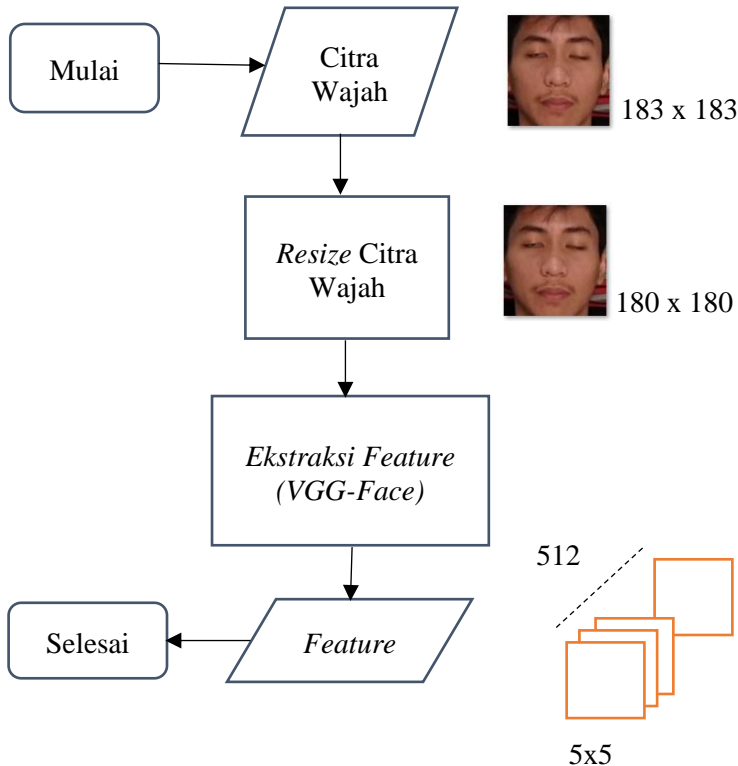 Mulai
Citra
Wajah
183 x 183
Resize Citra
Wajah
180 x 180
Ekstraksi Feature
(VGG-Face)
512
Selesai
Feature
5x5